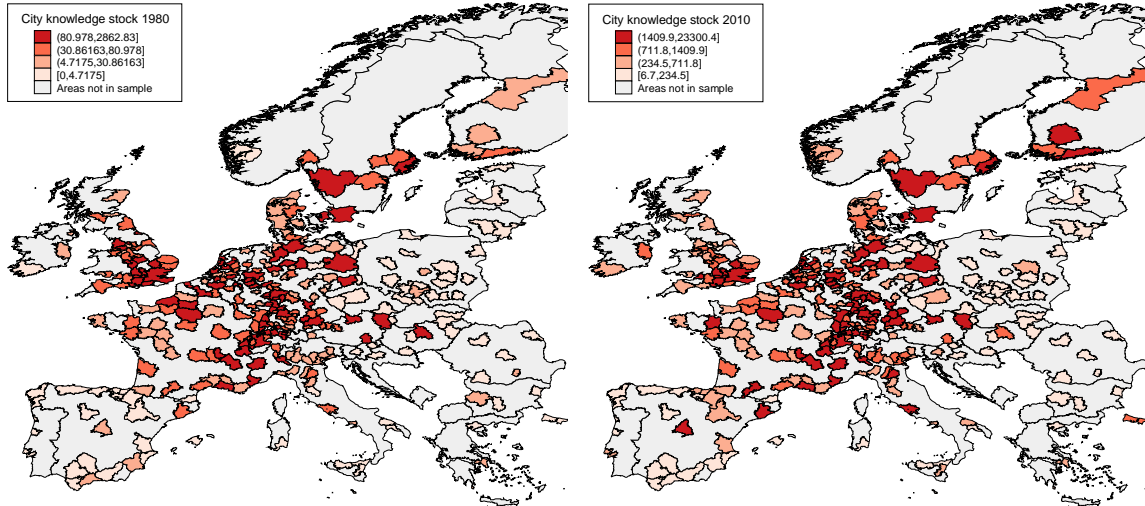 City knowledge stock 1980
(80.978,2862.83]
(30.86163,80.978]
(4.7175,30.86163]
[0,4.7175]
Areas not in sample
City knowledge stock 2010
(1409.9,23300.4]
(711.8,1409.9]
(234.5,711.8]
[6.7,234.5]
Areas not in sample